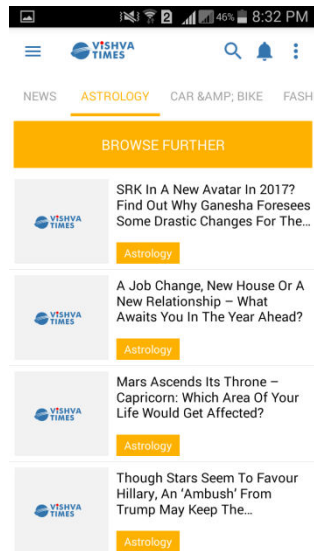 2 46% 8:32 PM
VISHVA
TIMES
NEWS ASTROLOGY CAR &AMP; BIKE FASH
BROWSE FURTHER
SRK In A New Avatar In 2017?
Find Out Why Ganesha Foresees
Some Drastic Changes For The...
VISHVA
TIMES
Astrology
A Job Change, New House Or A
New Relationship – What
Awaits You In The Year Ahead?
VISHVA
TIMES
Astrology
Mars Ascends Its Throne –
Capricorn: Which Area Of Your
Life Would Get Affected?
VISHVA
TIMES
Astrology
Though Stars Seem To Favour
Hillary, An ‘Ambush’ From
Trump May Keep The...
VISHVA
TIMES
Astrology